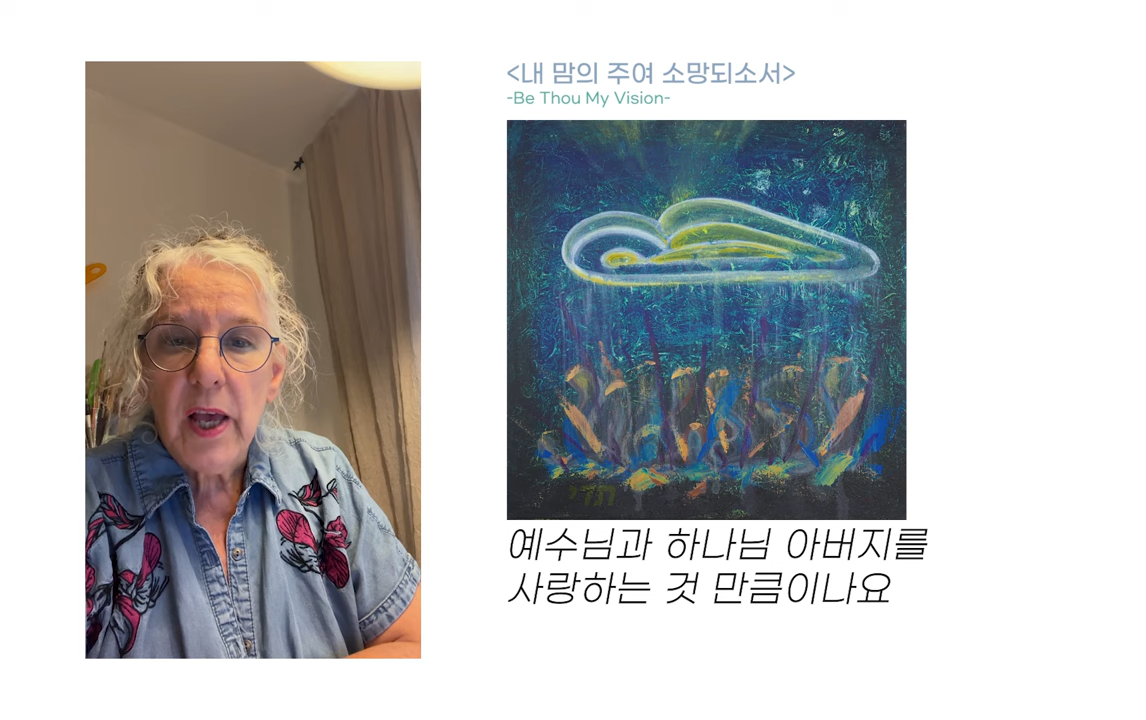 <내 맘의 주여 소망되소서>
-Be Thou My Vision-
예수님과 하나님 아버지를
사랑하는 것 만큼이나요